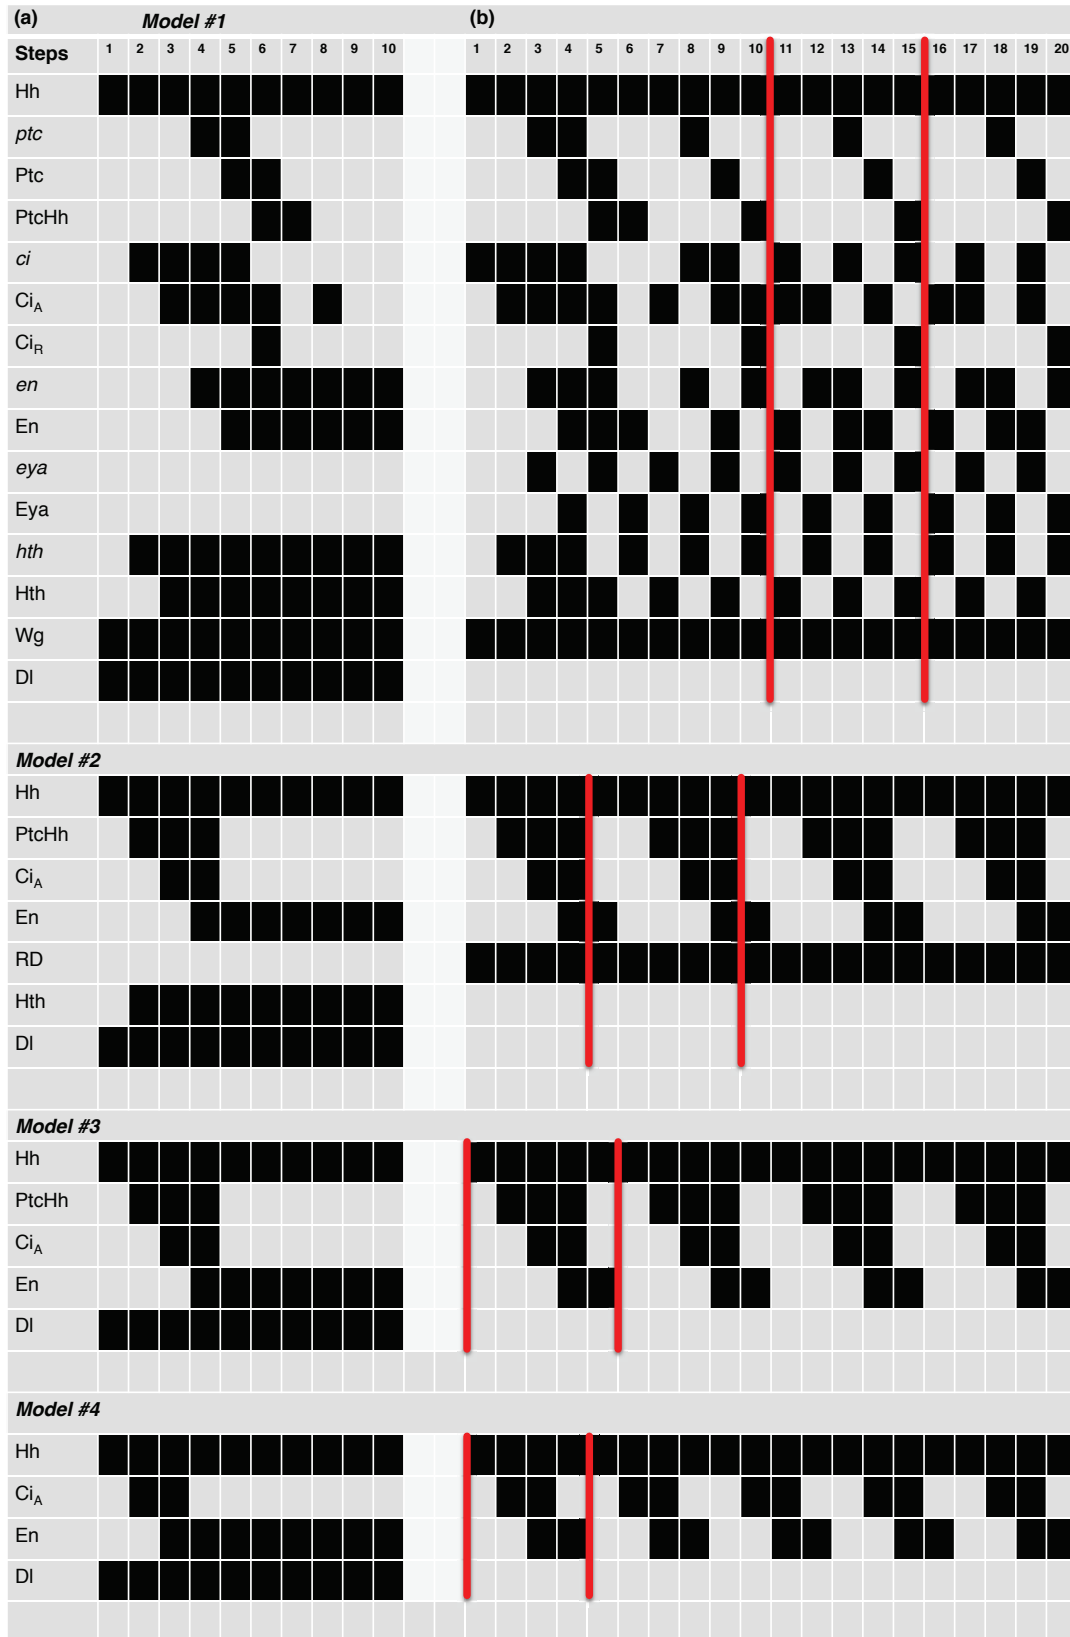 (a) Model #1 (b)
Steps 1 2 3 4 5 6 7 8 9 10 1 2 3 4 5 6 7 8 9 10 11 12 13 14 15 16 17 18 19 20
Hh
ptc
Ptc
PtcHh
ci
CiA
CiR
en
En
eya
Eya
hth
Hth
Wg
Dl
Model #2
Hh
PtcHh
CiA
En
RD
Hth
Dl
Model #3
Hh
PtcHh
CiA
En
Dl
Model #4
Hh
CiA
En
Dl